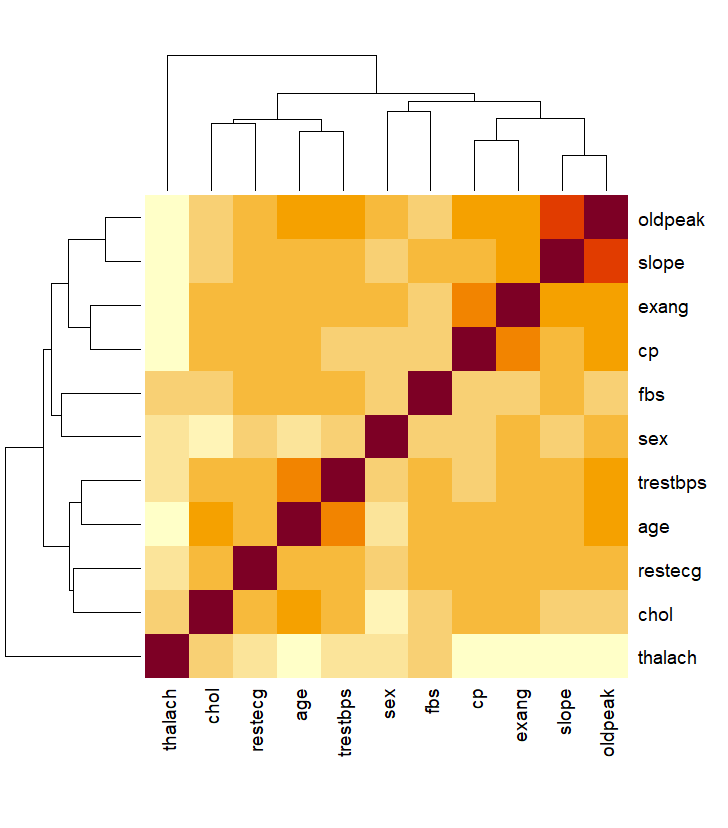 oldpeak
slope
exang
cp
fbs
sex
trestbps
age
restecg
chol
thalach
thalach
chol
restecg
age
trestbps
sex
fbs
cp
exang
slope
oldpeak